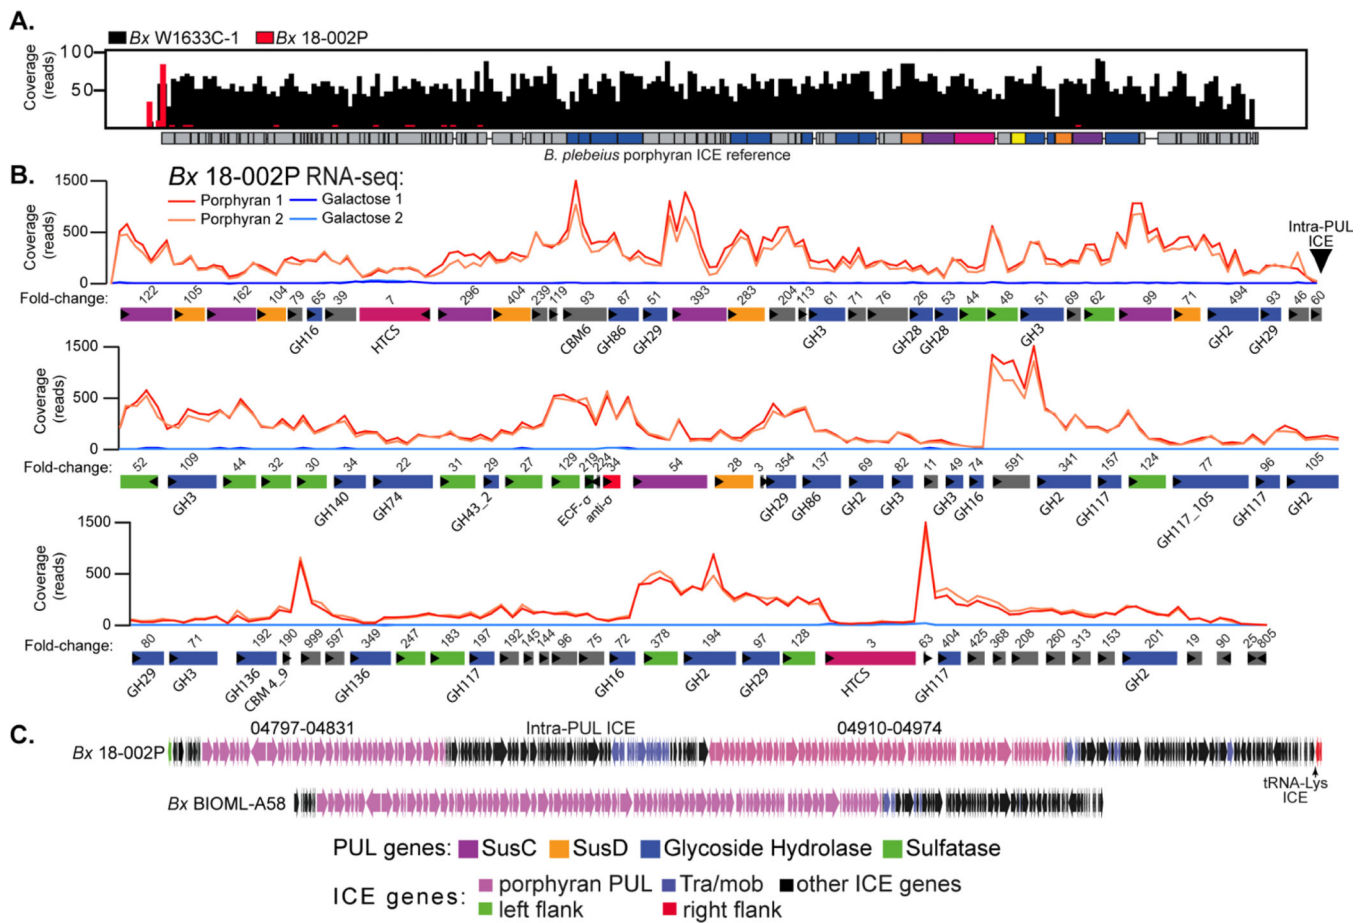 A.
Bx W1633C-1 Bx 18-002P
Coverage (reads)
100
50
B. plebeius porphyran ICE reference
B.
Bx 18-002P RNA-seq:
Porphyran 1 Galactose 1
Porphyran 2 Galactose 2
Intra-PUL ICE
Coverage (reads)
1500
500
0
Fold-change: 122 105 162 104 79 65 39 7 296 404 239 119 93 67 51 393 283 204 113 61 71 76 26 53 44 48 51 69 62 99 71 494 93 46 60
GH16 HTCS CBM6 GH86 GH29 GH3 GH28 GH28 GH3 GH2 GH29
Coverage (reads)
1500
500
0
Fold-change: 52 109 44 32 30 34 22 31 29 27 129 219 224 34 54 28 3 354 137 69 82 11 49 74 591 341 157 124 77 96 105
GH3 GH140 GH74 GH43_2 ECF-σ anti-σ GH29 GH86 GH2 GH3 GH3 GH16 GH2 GH117 GH117_105 GH117 GH2
Coverage (reads)
1500
500
0
Fold-change: 80 71 192 190 999 597 349 247 183 197 192 145 144 96 75 72 378 194 97 128 3 63 404 425 368 208 260 313 153 201 19 90 25 805
GH29 GH3 GH136 CBM 4_9 GH136 GH117 GH16 GH2 GH29 HTCS GH117 GH2
C.
04797-04831 Intra-PUL ICE 04910-04974
Bx 18-002P
tRNA-Lys ICE
Bx BIOML-A58
PUL genes: SusC SusD Glycoside Hydrolase Sulfatase
ICE genes: porphyran PUL Tra/mob other ICE genes
left flank right flank